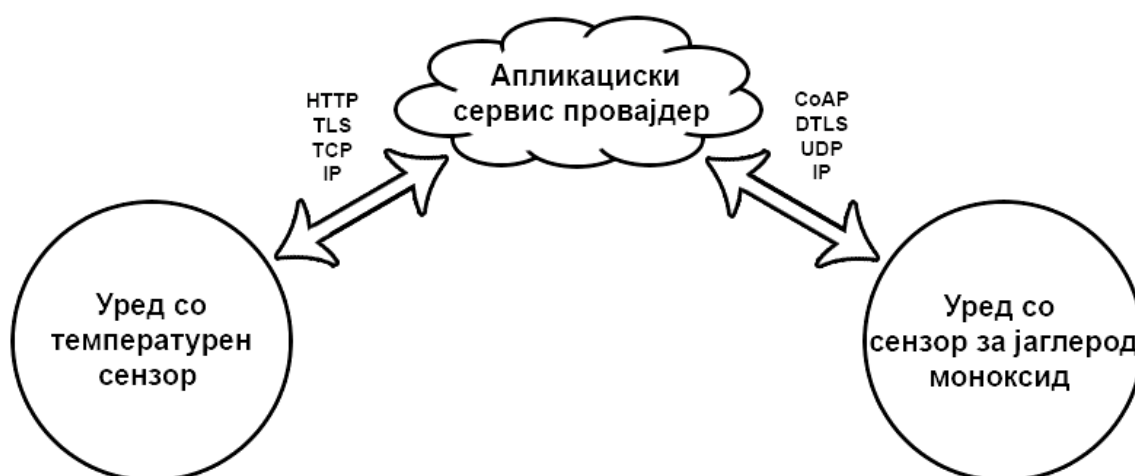 Апликациски
сервис провајдер
HTTP
TLS
TCP
IP
CoAP
DTLS
UDP
IP
Уред со
температурен
сензор
Уред со
сензор за јаглерод
моноксид